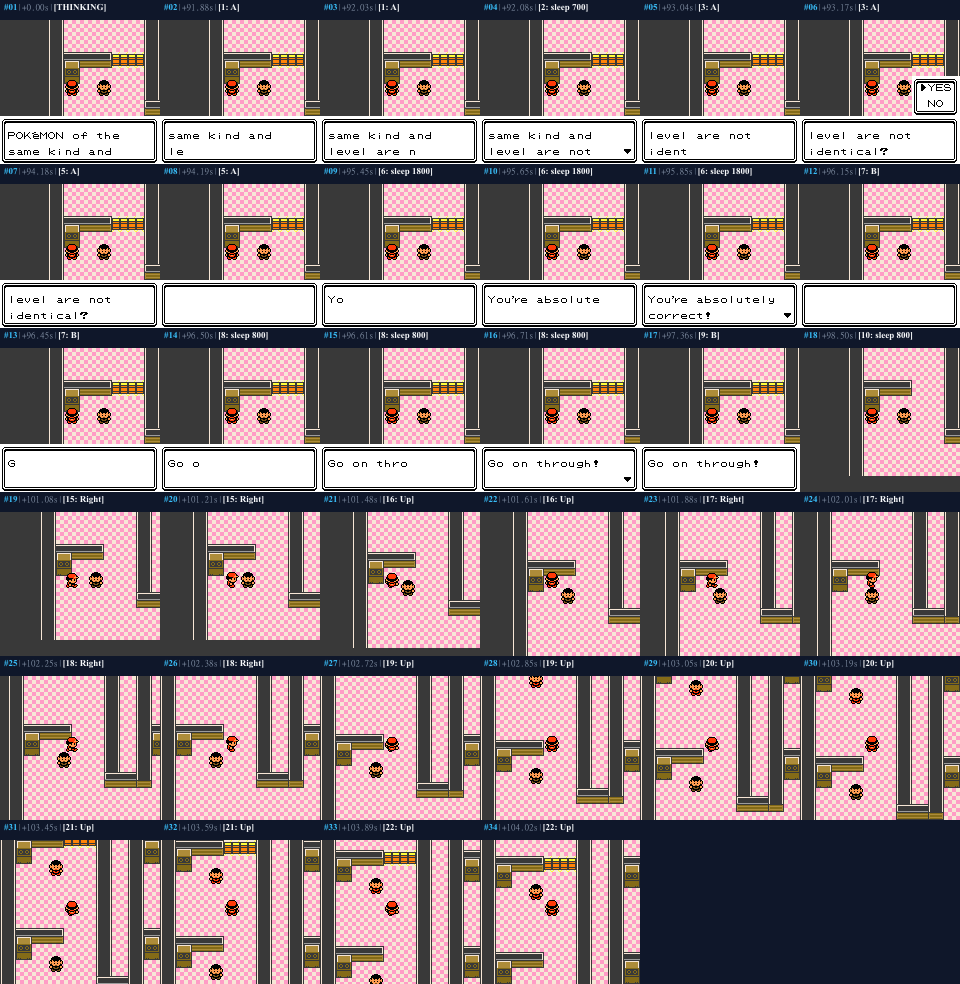 #01 | +0.00s | [THINKING]
POKéMON of the
same kind and
#02 | +91.88s | [1: A]
same kind and
le
#03 | +92.03s | [1: A]
same kind and
level are n
#04 | +92.08s | [2: sleep 700]
same kind and
level are not
#05 | +93.04s | [3: A]
level are not
ident
#06 | +93.17s | [3: A]
YES
NO
level are not
identical?
#07 | +94.18s | [5: A]
level are not
identical?
#08 | +94.19s | [5: A]
#09 | +95.45s | [6: sleep 1800]
Yo
#10 | +95.65s | [6: sleep 1800]
You're absolute
#11 | +95.85s | [6: sleep 1800]
You're absolutely
correct!
#12 | +96.15s | [7: B]
#13 | +96.45s | [7: B]
G
#14 | +96.50s | [8: sleep 800]
Go o
#15 | +96.61s | [8: sleep 800]
Go on thro
#16 | +96.71s | [8: sleep 800]
Go on through!
#17 | +97.36s | [9: B]
Go on through!
#18 | +98.50s | [10: sleep 800]
#19 | +101.08s | [15: Right]
#20 | +101.21s | [15: Right]
#21 | +101.48s | [16: Up]
#22 | +101.61s | [16: Up]
#23 | +101.88s | [17: Right]
#24 | +102.01s | [17: Right]
#25 | +102.25s | [18: Right]
#26 | +102.38s | [18: Right]
#27 | +102.72s | [19: Up]
#28 | +102.85s | [19: Up]
#29 | +103.05s | [20: Up]
#30 | +103.19s | [20: Up]
#31 | +103.45s | [21: Up]
#32 | +103.59s | [21: Up]
#33 | +103.89s | [22: Up]
#34 | +104.02s | [22: Up]